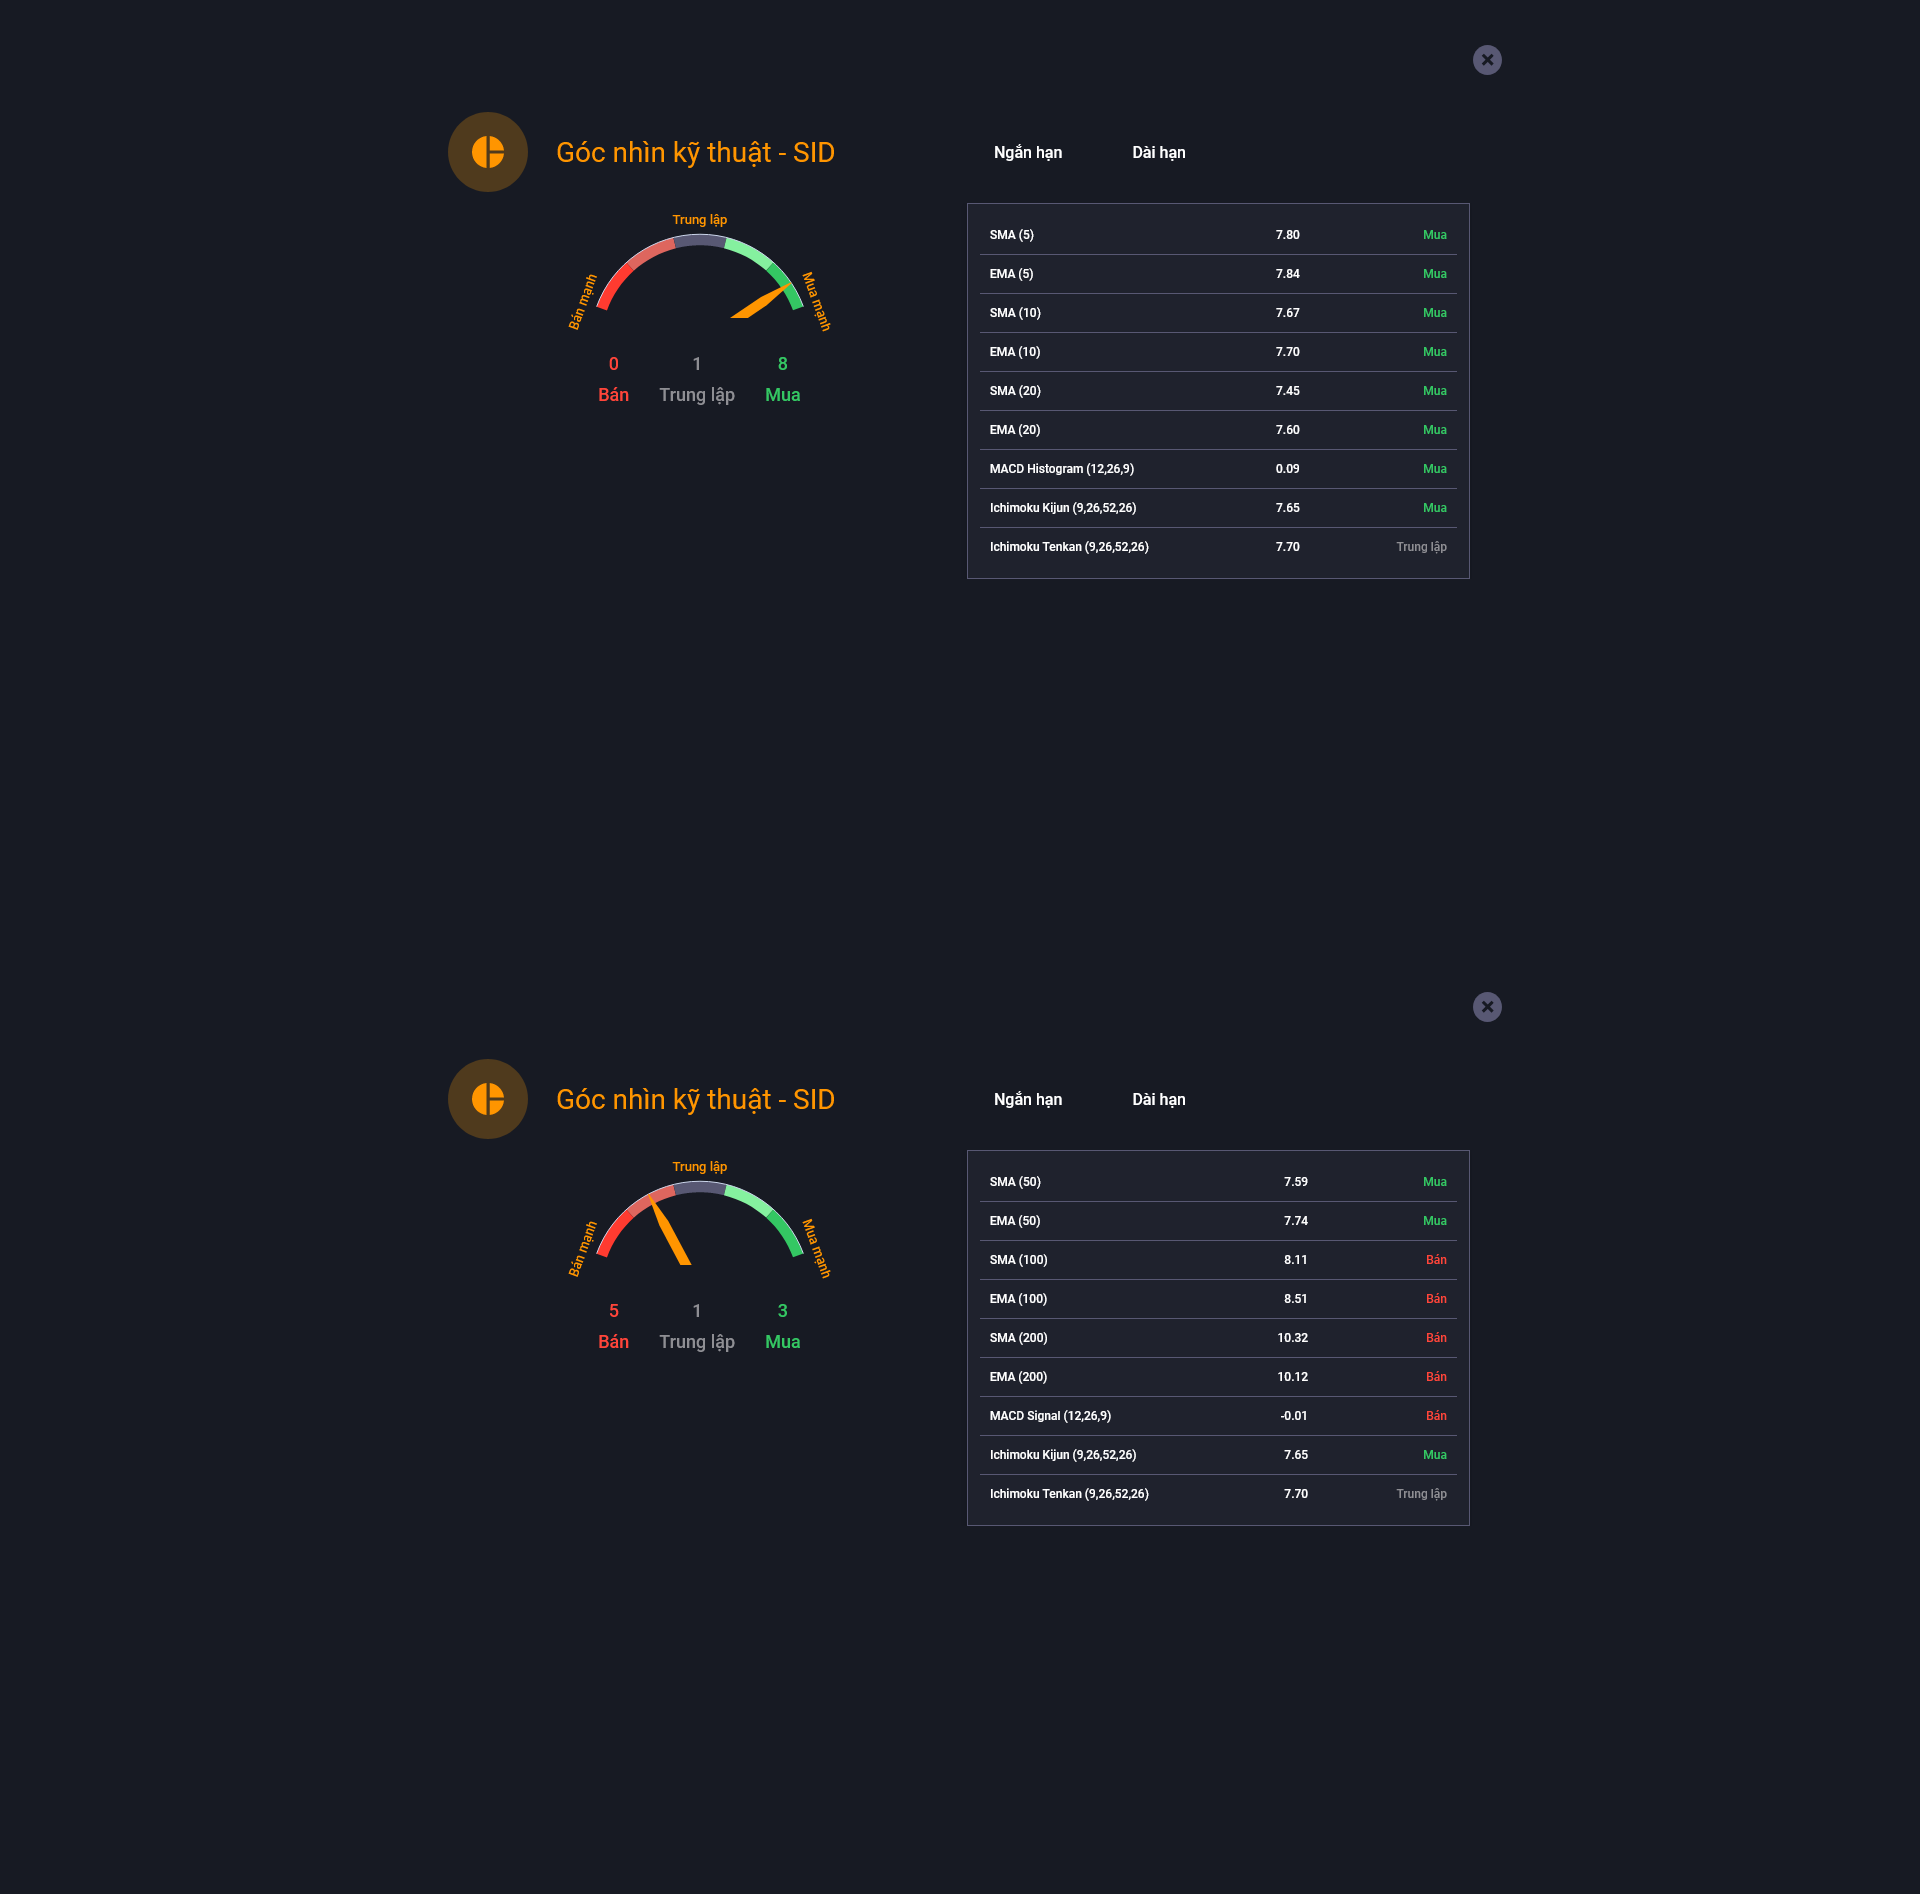 Góc nhìn kỹ thuật - SID
Ngắn hạn Dài hạn
Trung lập
Bán mạnh
Mua mạnh
0 1 8
Bán Trung lập Mua
SMA (5) 7.80 Mua
EMA (5) 7.84 Mua
SMA (10) 7.67 Mua
EMA (10) 7.70 Mua
SMA (20) 7.45 Mua
EMA (20) 7.60 Mua
MACD Histogram (12,26,9) 0.09 Mua
Ichimoku Kijun (9,26,52,26) 7.65 Mua
Ichimoku Tenkan (9,26,52,26) 7.70 Trung lập
Góc nhìn kỹ thuật - SID
Ngắn hạn Dài hạn
Trung lập
Bán mạnh
Mua mạnh
5 1 3
Bán Trung lập Mua
SMA (50) 7.59 Mua
EMA (50) 7.74 Mua
SMA (100) 8.11 Bán
EMA (100) 8.51 Bán
SMA (200) 10.32 Bán
EMA (200) 10.12 Bán
MACD Signal (12,26,9) -0.01 Bán
Ichimoku Kijun (9,26,52,26) 7.65 Mua
Ichimoku Tenkan (9,26,52,26) 7.70 Trung lập